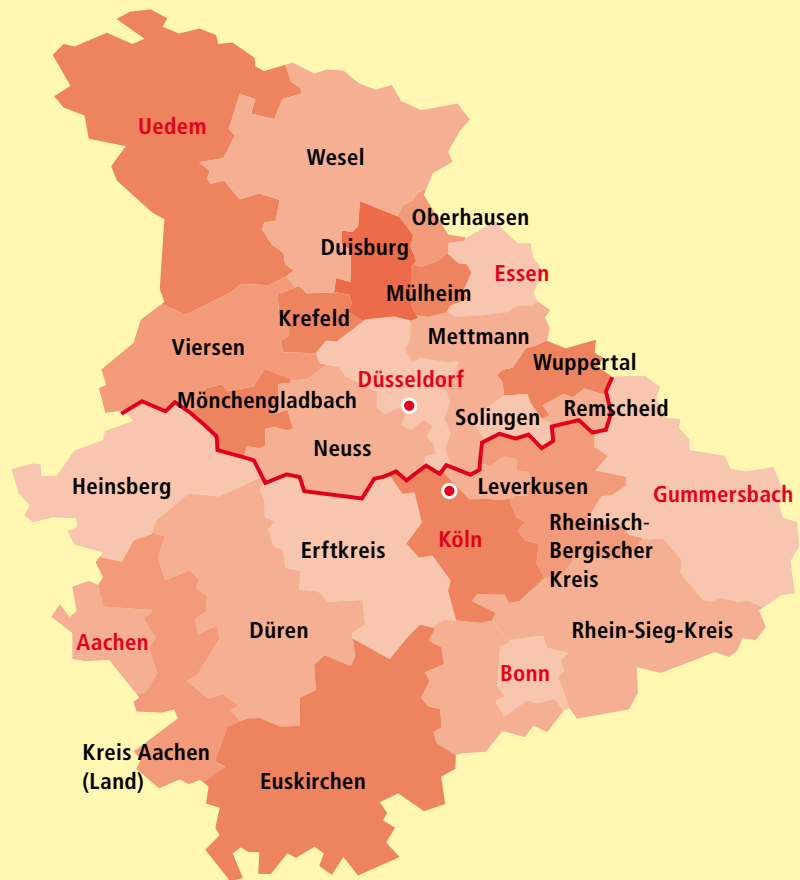 Uedem
Wesel
Oberhausen
Duisburg
Essen
Mülheim
Krefeld
Mettmann
Viersen
Wuppertal
Düsseldorf
Mönchengladbach
Remscheid
Solingen
Neuss
Heinsberg
Leverkusen
Gummersbach
Rheinisch-
Bergischer
Kreis
Köln
Erftkreis
Düren
Rhein-Sieg-Kreis
Aachen
Bonn
Kreis Aachen
(Land)
Euskirchen